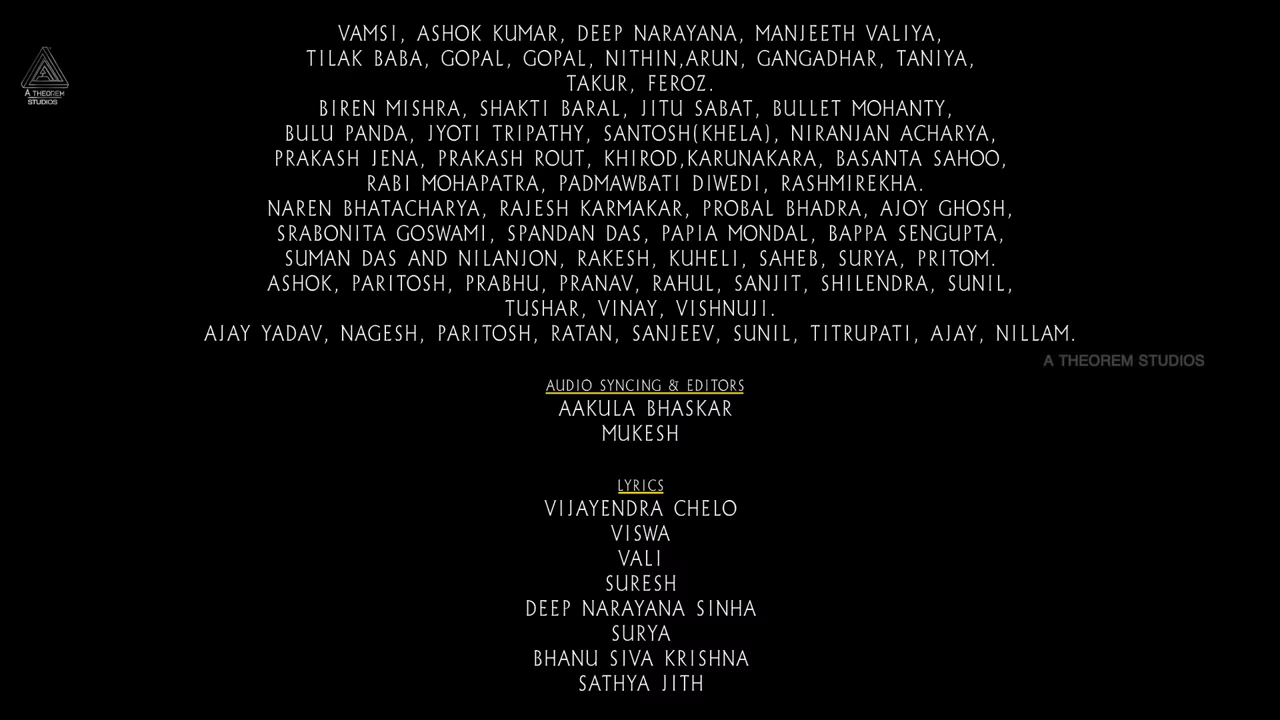 VAMSI, ASHOK KUMAR, DEEP NARAYANA, MANJEETH VALIYA,
TILAK BABA, GOPAL, GOPAL, NITHIN,ARUN, GANGADHAR, TANIYA,
TAKUR, FEROZ.
BIREN MISHRA, SHAKTI BARAL, JITU SABAT, BULLET MOHANTY,
BULU PANDA, JYOTI TRIPATHY, SANTOSH(KHELA), NIRANJAN ACHARYA,
PRAKASH JENA, PRAKASH ROUT, KHIROD,KARUNAKARA, BASANTA SAHOO,
RABI MOHAPATRA, PADMAWBATI DIWEDI, RASHMIREKHA.
NAREN BHATACHARYA, RAJESH KARMAKAR, PROBAL BHADRA, AJOY GHOSH,
SRABONITA GOSWAMI, SPANDAN DAS, PAPIA MONDAL, BAPPA SENGUPTA,
SUMAN DAS AND NILANJON, RAKESH, KUHELI, SAHEB, SURYA, PRITOM.
ASHOK, PARITOSH, PRABHU, PRANAV, RAHUL, SANJIT, SHILENDRA, SUNIL,
TUSHAR, VINAY, VISHNUJI.
AJAY YADAV, NAGESH, PARITOSH, RATAN, SANJEEV, SUNIL, TITRUPATI, AJAY, NILLAM.
AUDIO SYNCING & EDITORS
AAKULA BHASKAR
MUKESH
LYRICS
VIJAYENDRA CHELO
VISWA
VALI
SURESH
DEEP NARAYANA SINHA
SURYA
BHANU SIVA KRISHNA
SATHYA JITH
A THEOREM
STUDIOS
A THEOREM STUDIOS